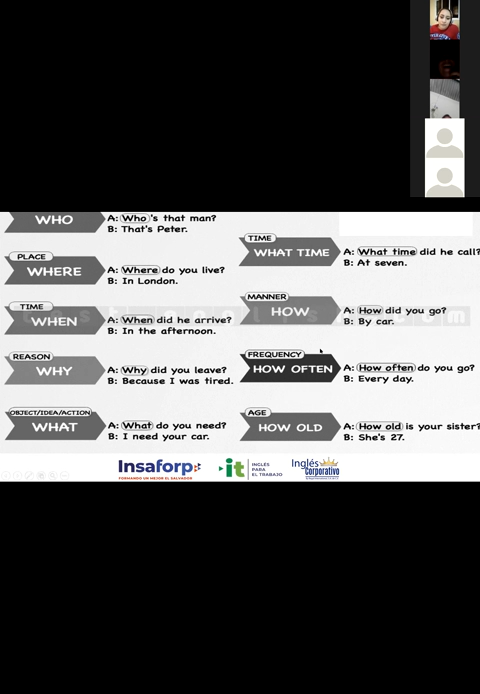 WHO
A: Who's that man?
B: That's Peter.
PLACE
WHERE
A: Where do you live?
B: In London.
TIME
WHEN
A: When did he arrive?
B: In the afternoon.
REASON
WHY
A: Why did you leave?
B: Because I was tired.
OBJECT/IDEA/ACTION
WHAT
A: What do you need?
B: I need your car.
TIME
WHAT TIME
A: What time did he call?
B: At seven.
MANNER
HOW
A: How did you go?
B: By car.
FREQUENCY
HOW OFTEN
A: How often do you go?
B: Every day.
AGE
HOW OLD
A: How old is your sister?
B: She's 27.
Insaforp
FORMANDO UN MEJOR EL SALVADOR
it
INGLÉS
PARA
EL TRABAJO
Inglés
corporativo